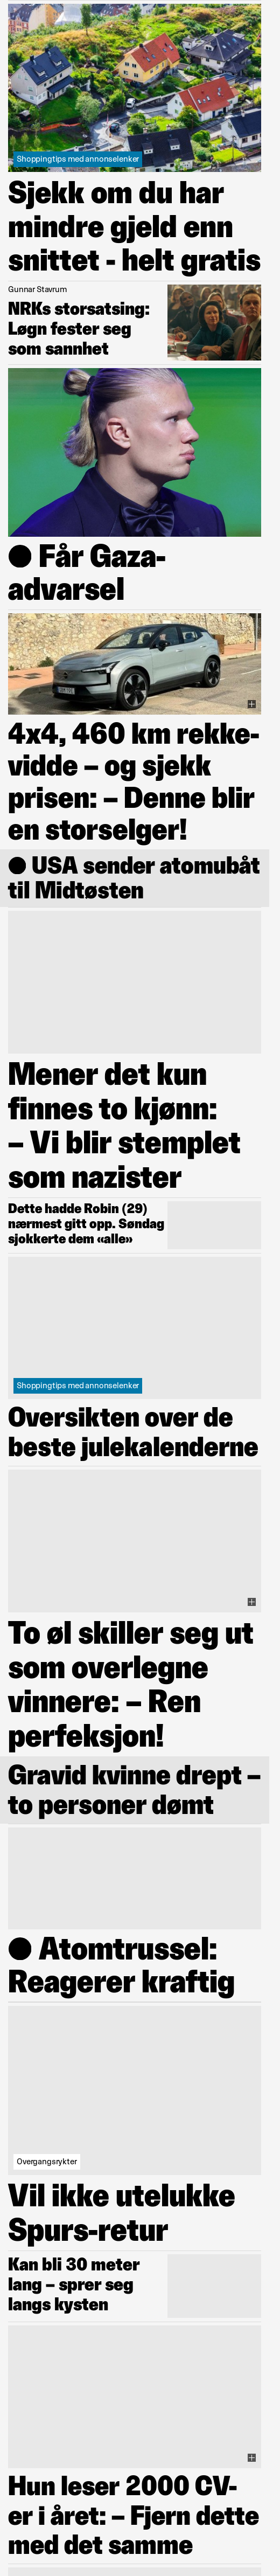 Shoppingtips med annonselenker
Sjekk om du har
mindre gjeld enn
snittet - helt gratis
Gunnar Stavrum
NRKs storsatsing:
Løgn fester seg
som sannhet
● Får Gaza-
advarsel
4x4, 460 km rekke-
vidde – og sjekk
prisen: – Denne blir
en storselger!
● USA sender atomubåt
til Midtøsten
Mener det kun
finnes to kjønn:
– Vi blir stemplet
som nazister
Dette hadde Robin (29)
nærmest gitt opp. Søndag
sjokkerte dem «alle»
Shoppingtips med annonselenker
Oversikten over de
beste julekalenderne
To øl skiller seg ut
som overlegne
vinnere: – Ren
perfeksjon!
Gravid kvinne drept –
to personer dømt
● Atomtrussel:
Reagerer kraftig
Overgangsrykter
Vil ikke utelukke
Spurs-retur
Kan bli 30 meter
lang – sprer seg
langs kysten
Hun leser 2000 CV-
er i året: – Fjern dette
med det samme